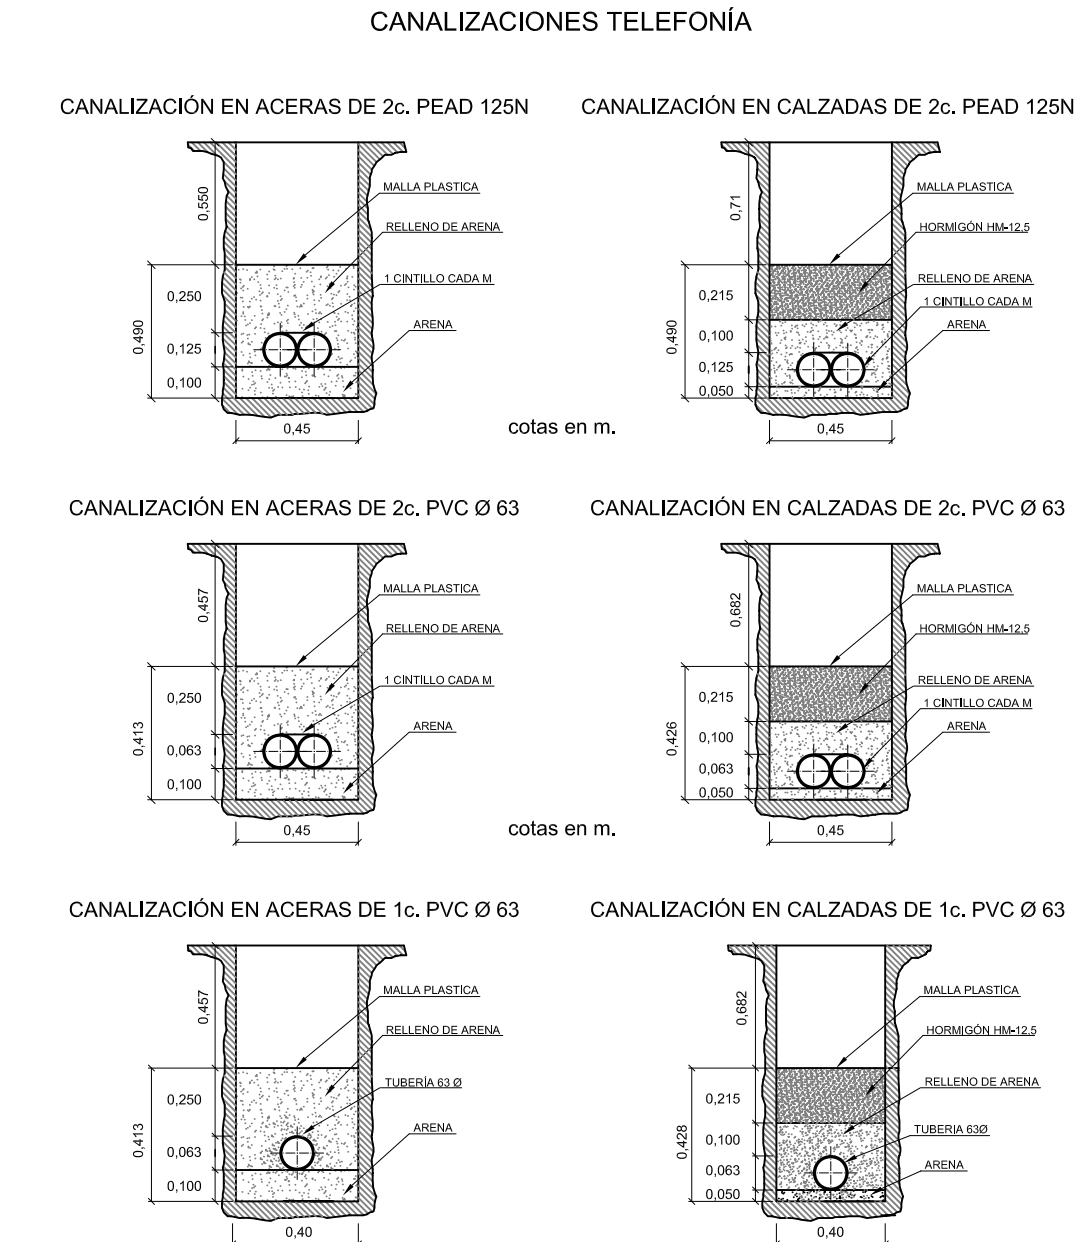 CANALIZACIONES TELEFONÍA
CANALIZACIÓN EN ACERAS DE 2c. PEAD 125N
0,550
MALLA PLASTICA
RELLENO DE ARENA
1 CINTILLO CADA M
ARENA
0,490
0,250
0,125
0,100
0,45
CANALIZACIÓN EN CALZADAS DE 2c. PEAD 125N
0,71
MALLA PLASTICA
HORMIGÓN HM-12,5
RELLENO DE ARENA
1 CINTILLO CADA M
ARENA
0,490
0,215
0,100
0,125
0,050
0,45
cotas en m.
CANALIZACIÓN EN ACERAS DE 2c. PVC Ø 63
0,457
MALLA PLASTICA
RELLENO DE ARENA
1 CINTILLO CADA M
ARENA
0,413
0,250
0,063
0,100
0,45
CANALIZACIÓN EN CALZADAS DE 2c. PVC Ø 63
0,682
MALLA PLASTICA
HORMIGÓN HM-12,5
RELLENO DE ARENA
1 CINTILLO CADA M
ARENA
0,426
0,215
0,100
0,063
0,050
0,45
cotas en m.
CANALIZACIÓN EN ACERAS DE 1c. PVC Ø 63
0,457
MALLA PLASTICA
RELLENO DE ARENA
TUBERÍA 63 Ø
ARENA
0,413
0,250
0,063
0,100
0,40
CANALIZACIÓN EN CALZADAS DE 1c. PVC Ø 63
0,682
MALLA PLASTICA
HORMIGÓN HM-12,5
RELLENO DE ARENA
TUBERIA 63Ø
ARENA
0,428
0,215
0,100
0,063
0,050
0,40